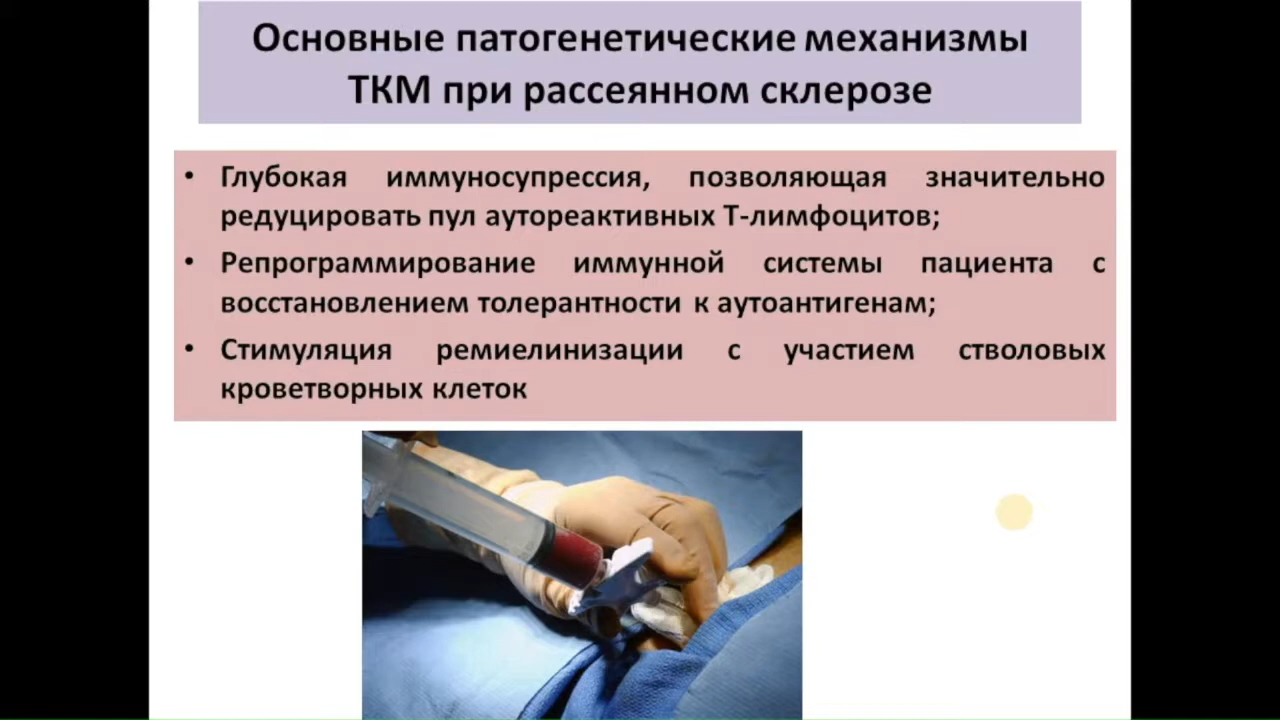 Основные патогенетические механизмы
ТКМ при рассеянном склерозе
• Глубокая иммуносупрессия, позволяющая значительно
редуцировать пул аутореактивных Т-лимфоцитов;
• Репрограммирование иммунной системы пациента с
восстановлением толерантности к аутоантигенам;
• Стимуляция ремиелинизации с участием стволовых
кроветворных клеток